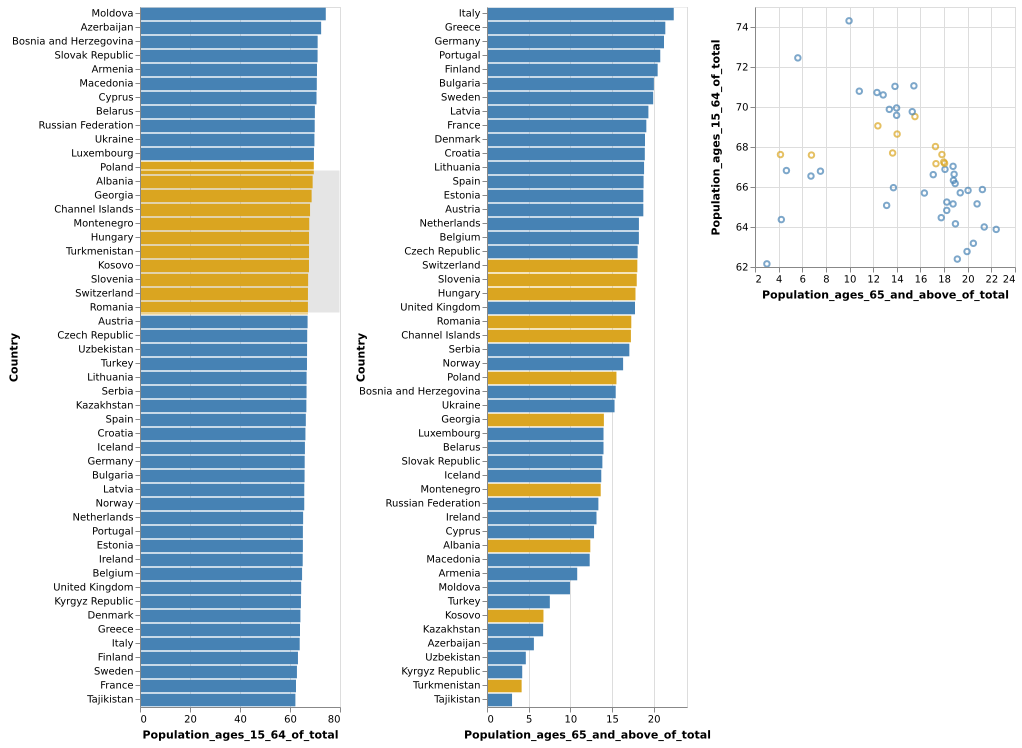 Moldova
Azerbaijan
Bosnia and Herzegovina
Slovak Republic
Armenia
Macedonia
Cyprus
Belarus
Russian Federation
Ukraine
Luxembourg
Poland
Albania
Georgia
Channel Islands
Montenegro
Hungary
Turkmenistan
Kosovo
Slovenia
Switzerland
Romania
Austria
Czech Republic
Uzbekistan
Turkey
Lithuania
Serbia
Kazakhstan
Spain
Croatia
Iceland
Germany
Bulgaria
Latvia
Norway
Netherlands
Portugal
Estonia
Ireland
Belgium
United Kingdom
Kyrgyz Republic
Denmark
Greece
Italy
Finland
Sweden
France
Tajikistan
Country
0 20 40 60 80
Population_ages_15_64_of_total
Italy
Greece
Germany
Portugal
Finland
Bulgaria
Sweden
Latvia
France
Denmark
Croatia
Lithuania
Spain
Estonia
Austria
Netherlands
Belgium
Czech Republic
Switzerland
Slovenia
Hungary
United Kingdom
Romania
Channel Islands
Serbia
Norway
Poland
Bosnia and Herzegovina
Ukraine
Georgia
Luxembourg
Belarus
Slovak Republic
Iceland
Montenegro
Russian Federation
Ireland
Cyprus
Albania
Macedonia
Armenia
Moldova
Turkey
Kosovo
Kazakhstan
Azerbaijan
Uzbekistan
Kyrgyz Republic
Turkmenistan
Tajikistan
Country
0 5 10 15 20
Population_ages_65_and_above_of_total
74
72
70
68
66
64
62
Population_ages_15_64_of_total
2 4 6 8 10 12 14 16 18 20 22 24
Population_ages_65_and_above_of_total